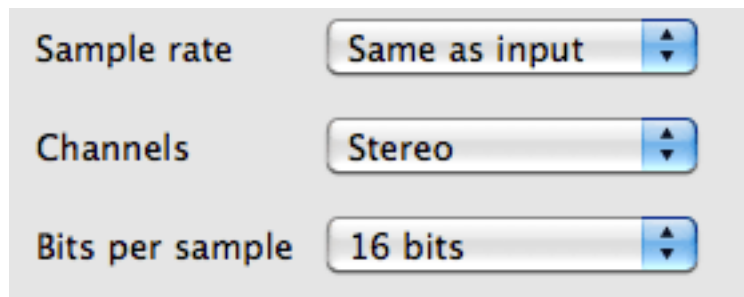 Sample rate Same as input
Channels Stereo
Bits per sample 16 bits